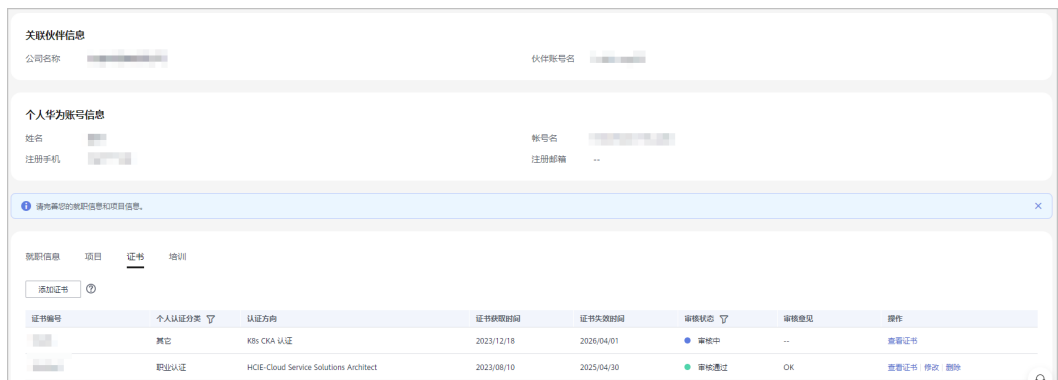 关联伙伴信息
公司名称 伙伴账号名
个人华为账号信息
姓名 帐号名
注册手机 注册邮箱 --
请完善您的就职信息和项目信息。
就职信息 项目 证书 培训
添加证书
证书编号 个人认证分类 认证方向 证书获取时间 证书失效时间 审核状态 审核意见 操作
其它 K8s CKA 认证 2023/12/18 2026/04/01 审核中 -- 查看证书
职业认证 HCIE-Cloud Service Solutions Architect 2023/08/10 2025/04/30 审核通过 OK 查看证书 | 修改 | 删除